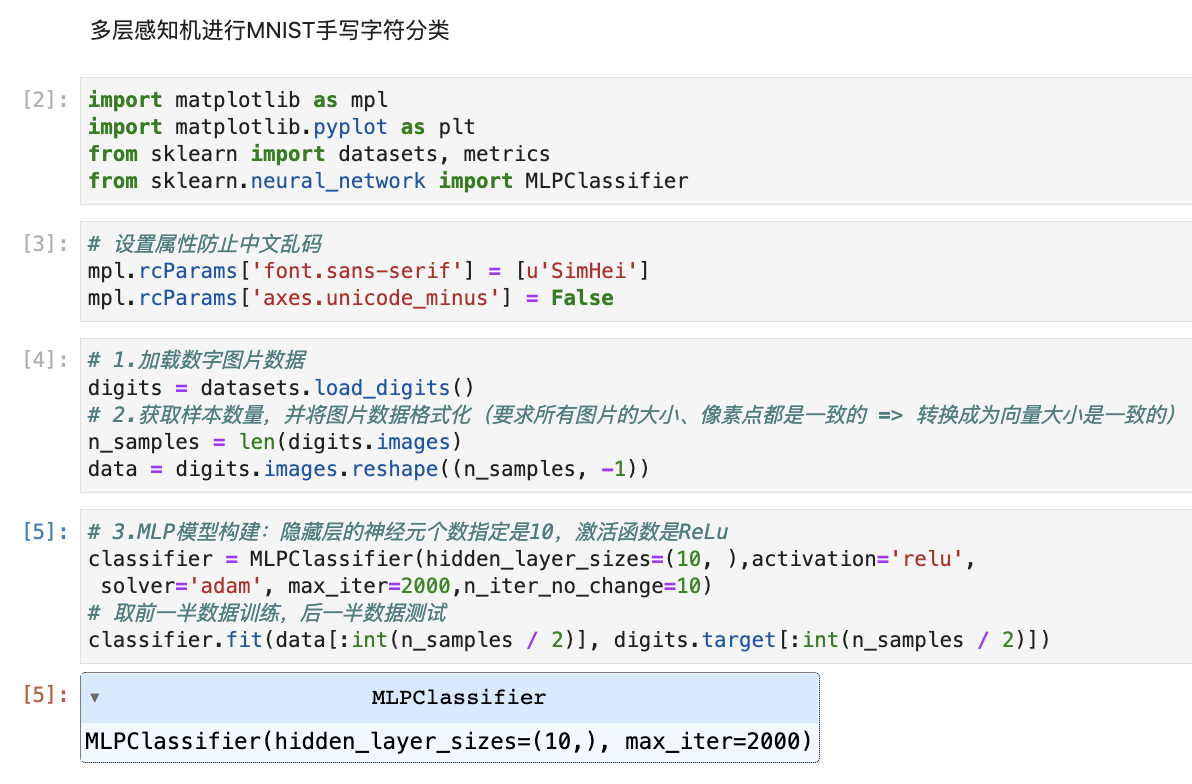 多层感知机进行MNIST手写字符分类
[2]: import matplotlib as mpl
import matplotlib.pyplot as plt
from sklearn import datasets, metrics
from sklearn.neural_network import MLPClassifier
[3]: # 设置属性防止中文乱码
mpl.rcParams['font.sans-serif'] = [u'SimHei']
mpl.rcParams['axes.unicode_minus'] = False
[4]: # 1.加载数字图片数据
digits = datasets.load_digits()
# 2.获取样本数量，并将图片数据格式化（要求所有图片的大小、像素点都是一致的 => 转换成为向量大小是一致的）
n_samples = len(digits.images)
data = digits.images.reshape((n_samples, -1))
[5]: # 3.MLP模型构建：隐藏层的神经元个数指定是10，激活函数是ReLu
classifier = MLPClassifier(hidden_layer_sizes=(10, ),activation='relu',
 solver='adam', max_iter=2000,n_iter_no_change=10)
# 取前一半数据训练，后一半数据测试
classifier.fit(data[:int(n_samples / 2)], digits.target[:int(n_samples / 2)])
[5]: ▼ MLPClassifier
MLPClassifier(hidden_layer_sizes=(10,), max_iter=2000)